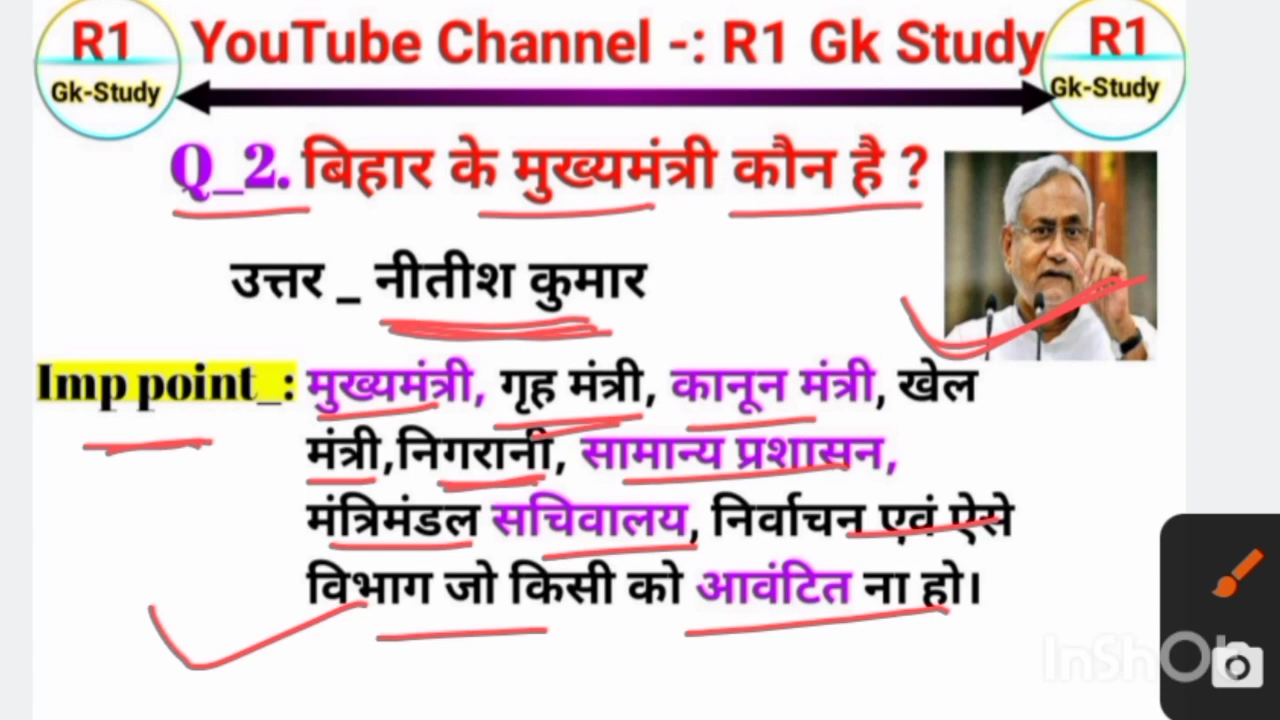 R1
Gk-Study
YouTube Channel -: R1 Gk Study
R1
Gk-Study
Q_2. बिहार के मुख्यमंत्री कौन है ?
उत्तर _ नीतीश कुमार
Imp point_: मुख्यमंत्री, गृह मंत्री, कानून मंत्री, खेल
मंत्री,निगरानी, सामान्य प्रशासन,
मंत्रिमंडल सचिवालय, निर्वाचन एवं ऐसे
विभाग जो किसी को आवंटित ना हो।